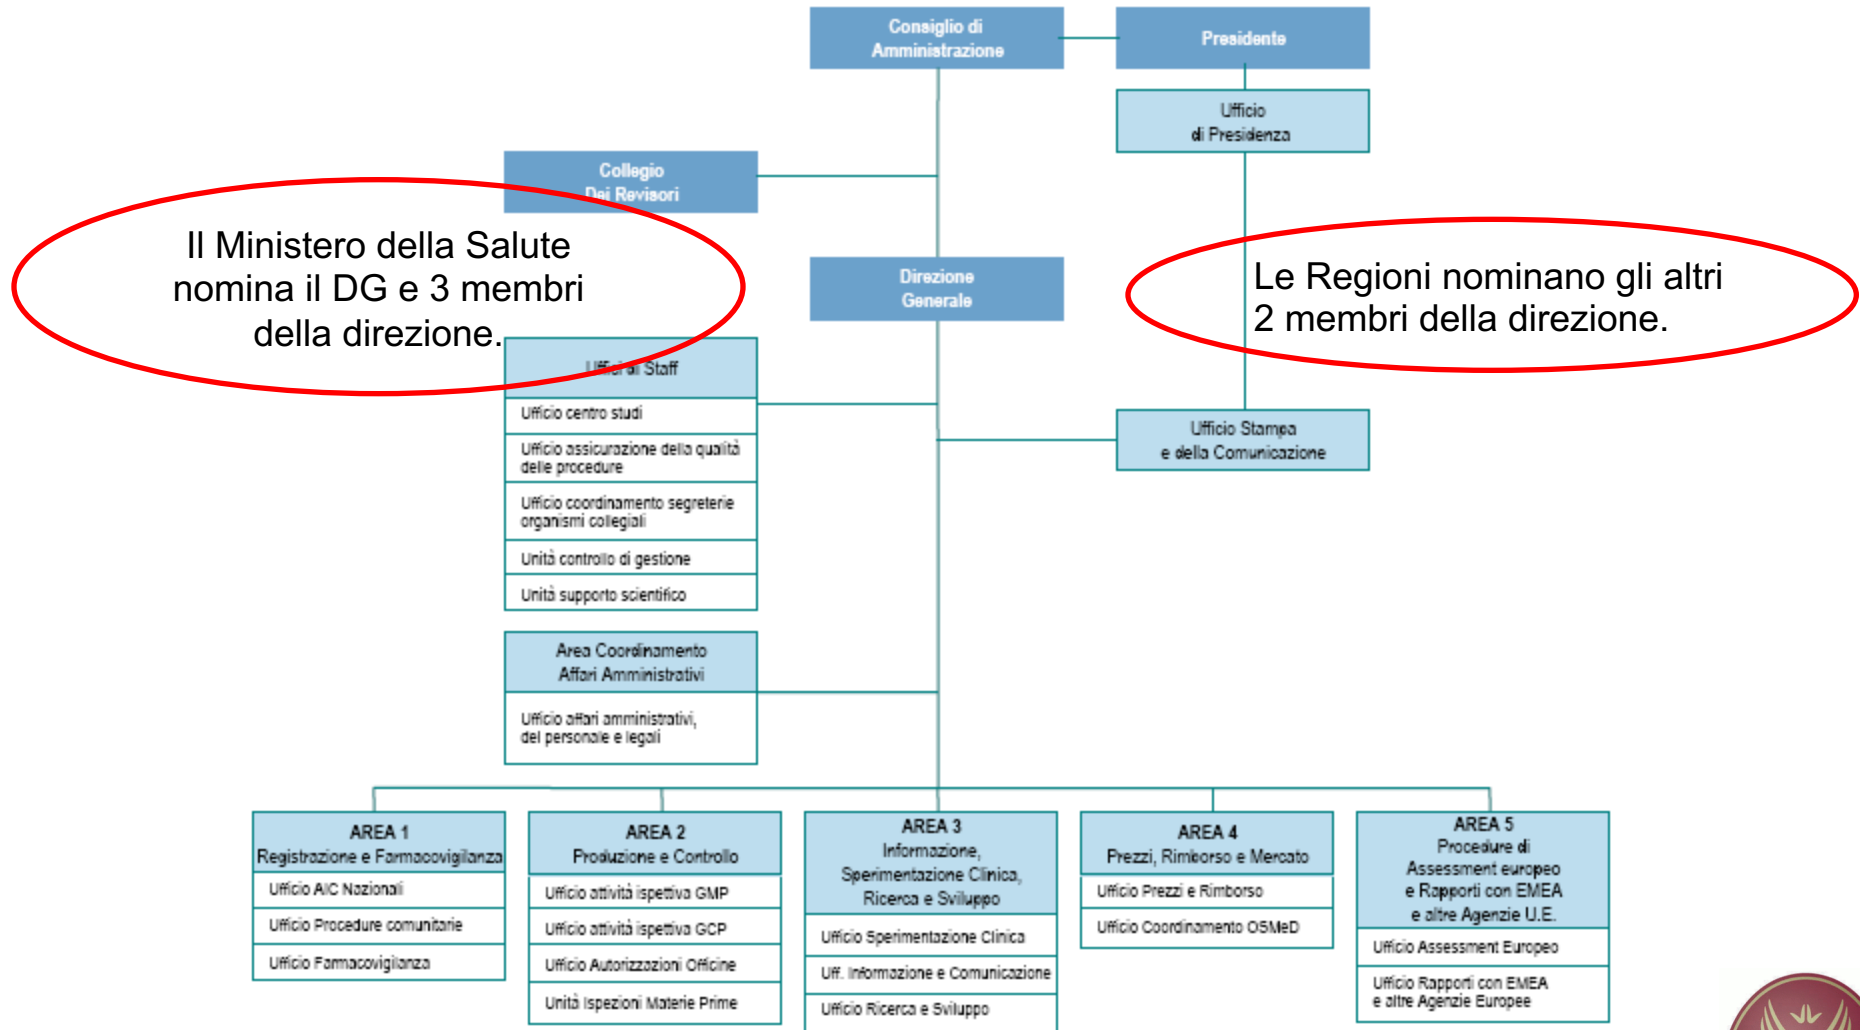 Consiglio di
Amministrazione
Presidente
Ufficio
di Presidenza
Collegio
Dei Revisori
Il Ministero della Salute
nomina il DG e 3 membri
della direzione.
Direzione
Generale
Le Regioni nominano gli altri
2 membri della direzione.
Uffici di Staff
Ufficio centro studi
Ufficio assicurazione della qualità
delle procedure
Ufficio coordinamento segreterie
organismi collegiali
Unità controllo di gestione
Unità supporto scientifico
Ufficio Stampa
e della Comunicazione
Area Coordinamento
Affari Amministrativi
Ufficio affari amministrativi,
del personale e legali
AREA 1
Registrazione e Farmacovigilanza
Ufficio AIC Nazionali
Ufficio Procedure comunitarie
Ufficio Farmacovigilanza
AREA 2
Produzione e Controllo
Ufficio attività ispettiva GMP
Ufficio attività ispettiva GCP
Ufficio Autorizzazioni Officine
Unità Ispezioni Materie Prime
AREA 3
Informazione,
Sperimentazione Clinica,
Ricerca e Sviluppo
Ufficio Sperimentazione Clinica
Uff. Informazione e Comunicazione
Ufficio Ricerca e Sviluppo
AREA 4
Prezzi, Rimborso e Mercato
Ufficio Prezzi e Rimborso
Ufficio Coordinamento OSMeD
AREA 5
Procedure di
Assessment europeo
e Rapporti con EMEA
e altre Agenzie U.E.
Ufficio Assessment Europeo
Ufficio Rapporti con EMEA
e altre Agenzie Europee